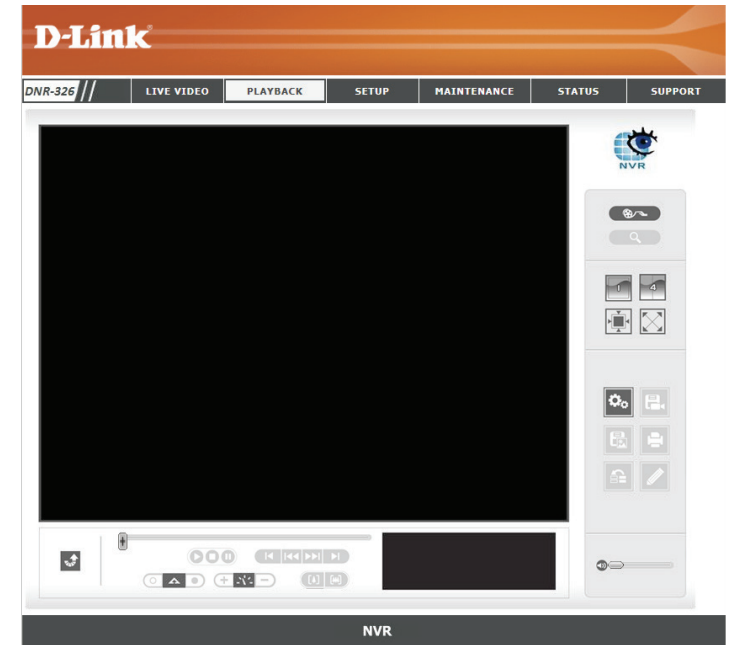 D-Link
DNR-326 LIVE VIDEO PLAYBACK SETUP MAINTENANCE STATUS SUPPORT
NVR
1 4
NVR